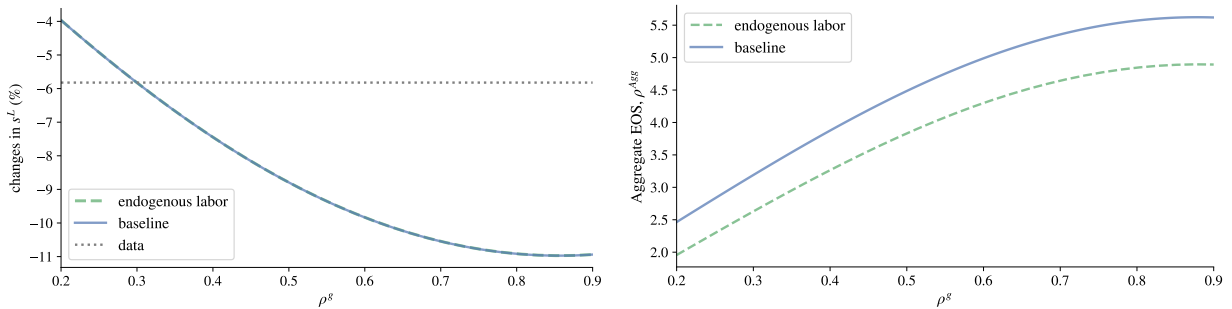 changes in s^L (%)
−4
−5
−6
−7
−8
−9
−10
−11
endogenous labor
baseline
data
0.2 0.3 0.4 0.5 0.6 0.7 0.8 0.9
ρ^g
Aggregate EOS, ρ^Agg
5.5
5.0
4.5
4.0
3.5
3.0
2.5
2.0
endogenous labor
baseline
0.2 0.3 0.4 0.5 0.6 0.7 0.8 0.9
ρ^g